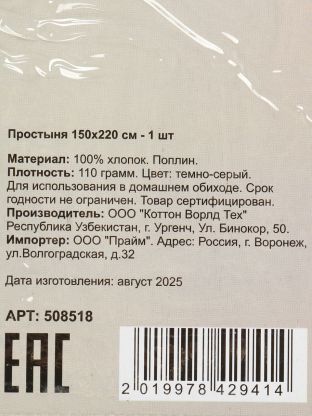 Простыня 150х220 см - 1 шт
Материал: 100% хлопок. Поплин.
Плотность: 110 грамм. Цвет: темно-серый.
Для использования в домашнем обиходе. Срок
годности не ограничен. Товар сертифицирован.
Производитель: ООО "Коттон Ворлд Тех"
Республика Узбекистан, г. Ургенч, Ул. Бинокор, 50.
Импортер: ООО "Прайм". Адрес: Россия, г. Воронеж,
ул.Волгоградская, д.32
Дата изготовления: август 2025
АРТ: 508518
EAC
2 019978 429414